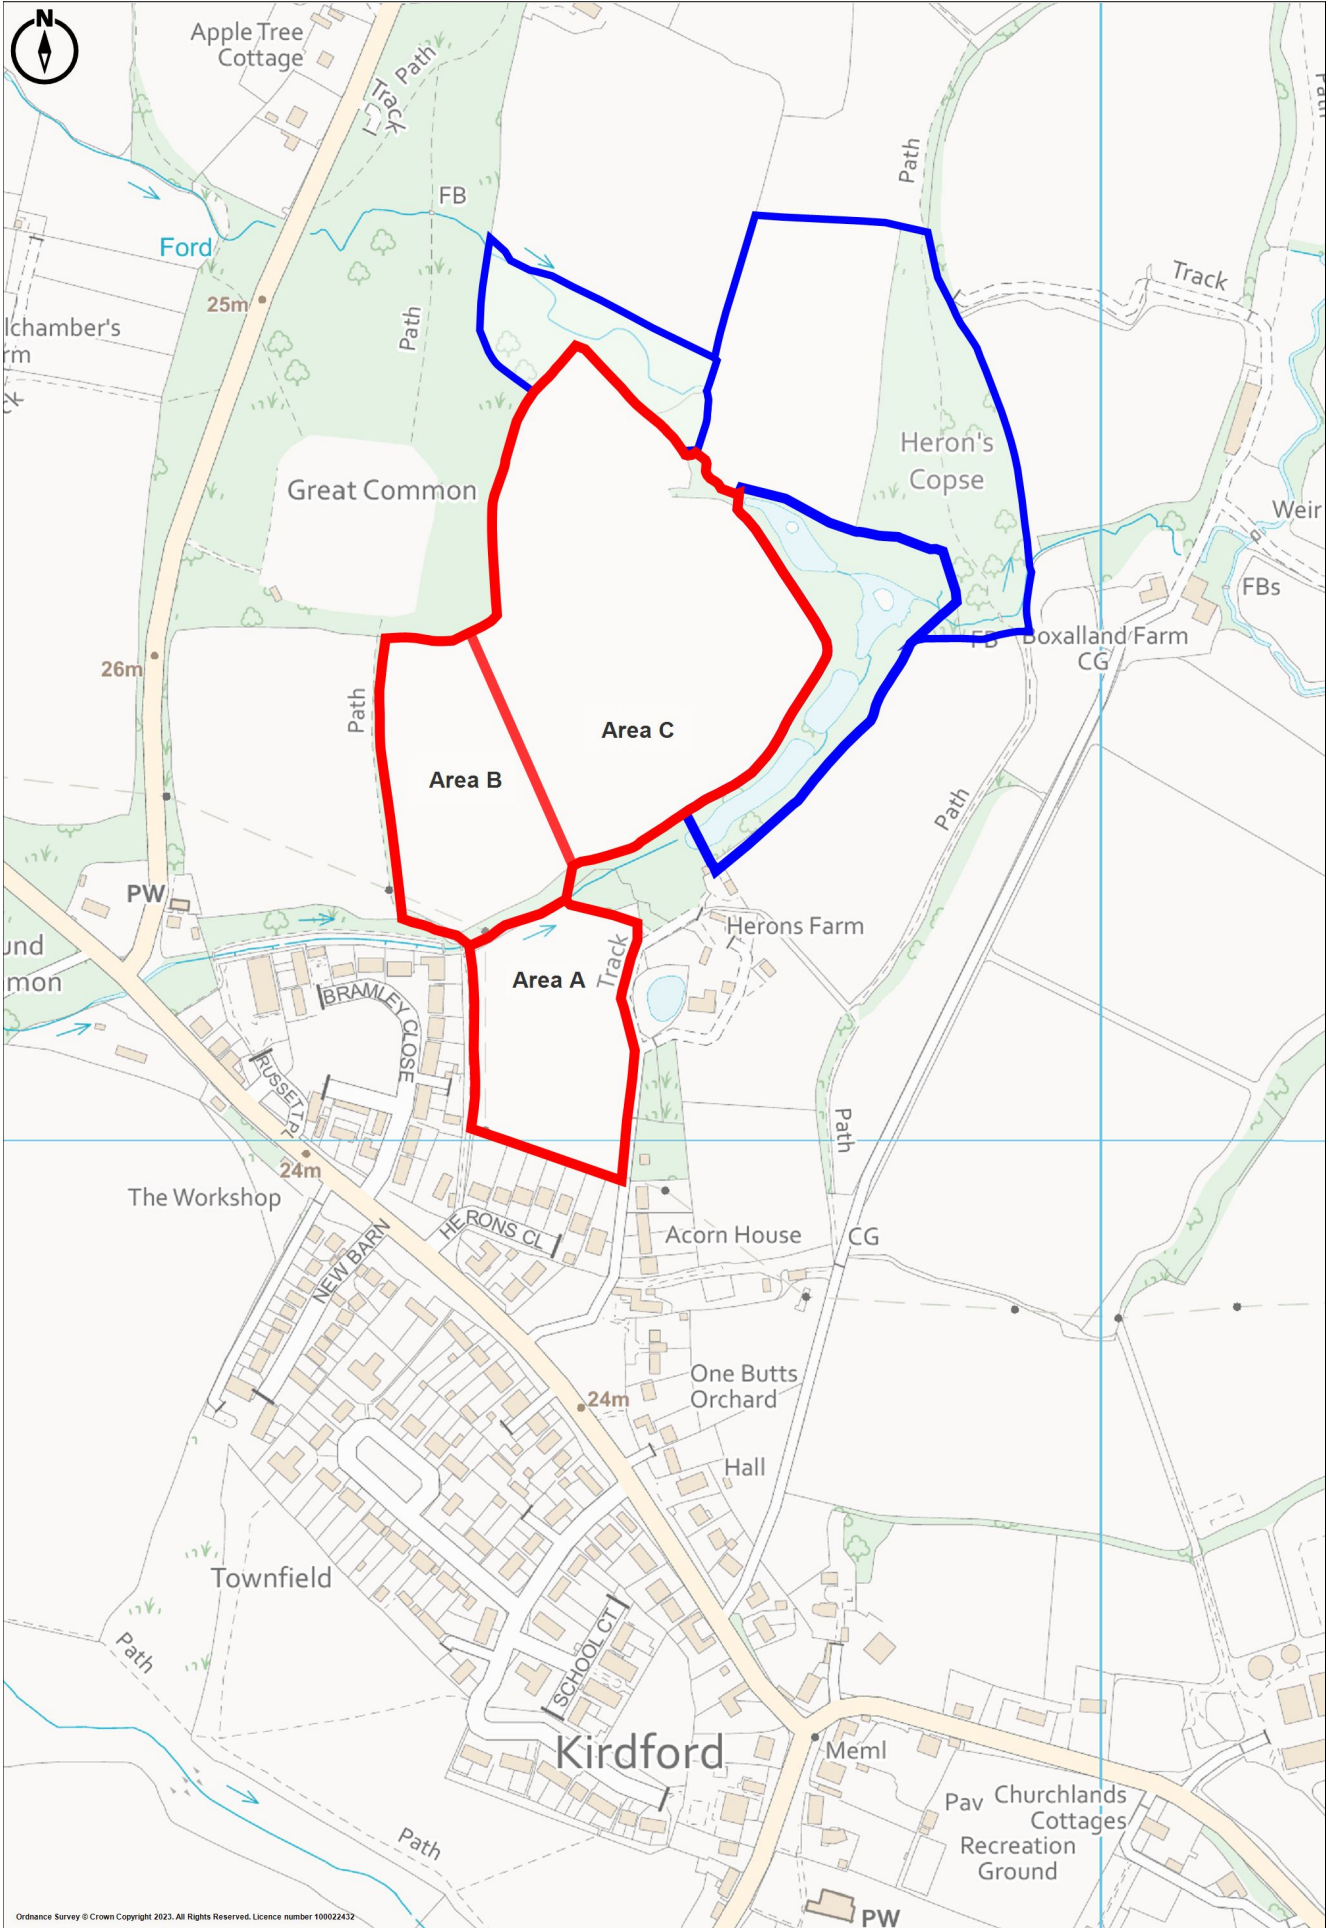 N
Apple Tree
Cottage
Path
Track
Path
FB
Ford
25m
Path
Track
lchamber's
rm
ck
Heron's
Copse
Great Common
Weir
FBs
FB
Boxalland Farm
CG
26m
Path
Area C
Area B
Path
PW
Herons Farm
und
mon
Area A
Track
BRAMLEY CLOSE
RUSSETT PL
Path
24m
The Workshop
HERONS CL
Acorn House
CG
NEW BARN
One Butts
Orchard
24m
Hall
Townfield
SCHOOL CT
Path
Kirdford
Meml
Pav
Churchlands
Cottages
Recreation
Ground
Path
PW
Ordnance Survey © Crown Copyright 2023. All Rights Reserved. Licence number 100022432